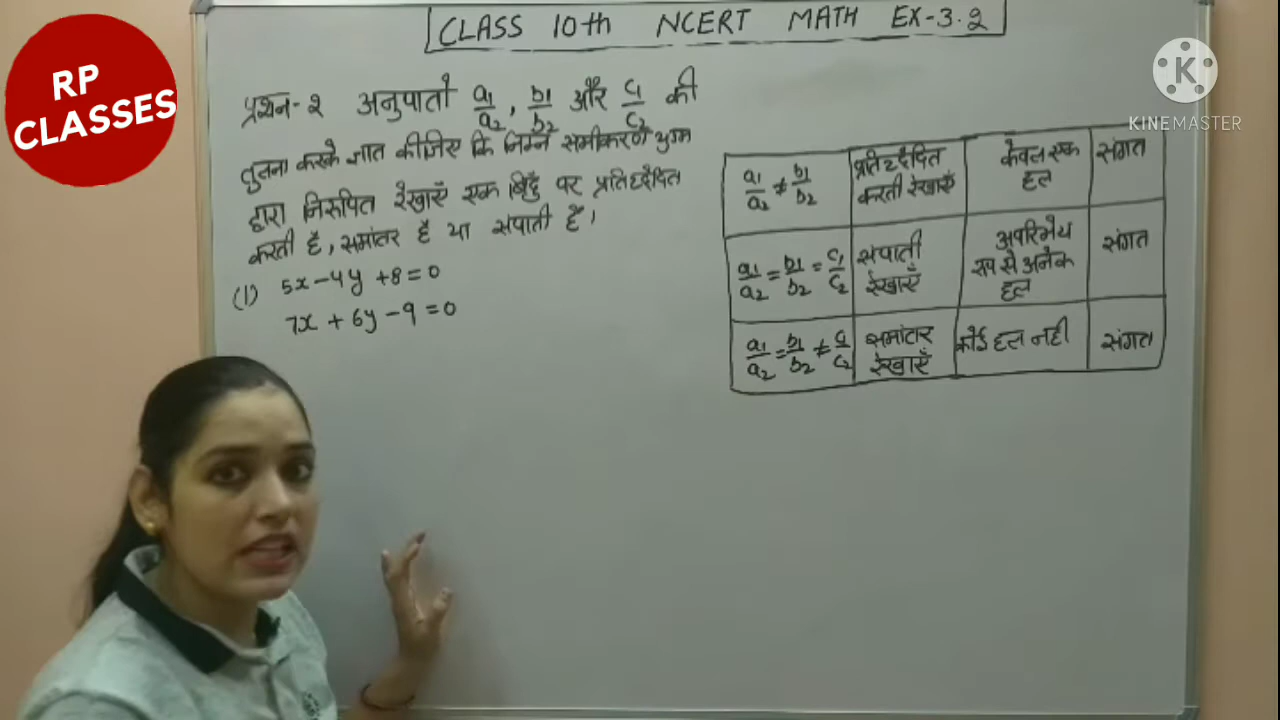 CLASS 10th NCERT MATH EX-3.2
RP
CLASSES
KINEMASTER
प्रश्न-2 अनुपातो a1/a2, b1/b2 और c1/c2 की
तुलना करके ज्ञात कीजिए कि निम्न समीकरण युग्म
द्वारा निरूपित रेखाएँ एक बिंदु पर प्रतिच्छेदित
करती है, समांतर है या संपाती है।
(1) 5x-4y+8=0
7x+6y-9=0
a1/a2 ≠ b1/b2 प्रतिच्छेदित करती रेखाएँ केवल एक हल संगत
a1/a2 = b1/b2 = c1/c2 संपाती रेखाएँ अपरिमेय रूप से अनेक हल संगत
a1/a2 = b1/b2 ≠ c1/c2 समांतर रेखाएँ कोई हल नही संगत